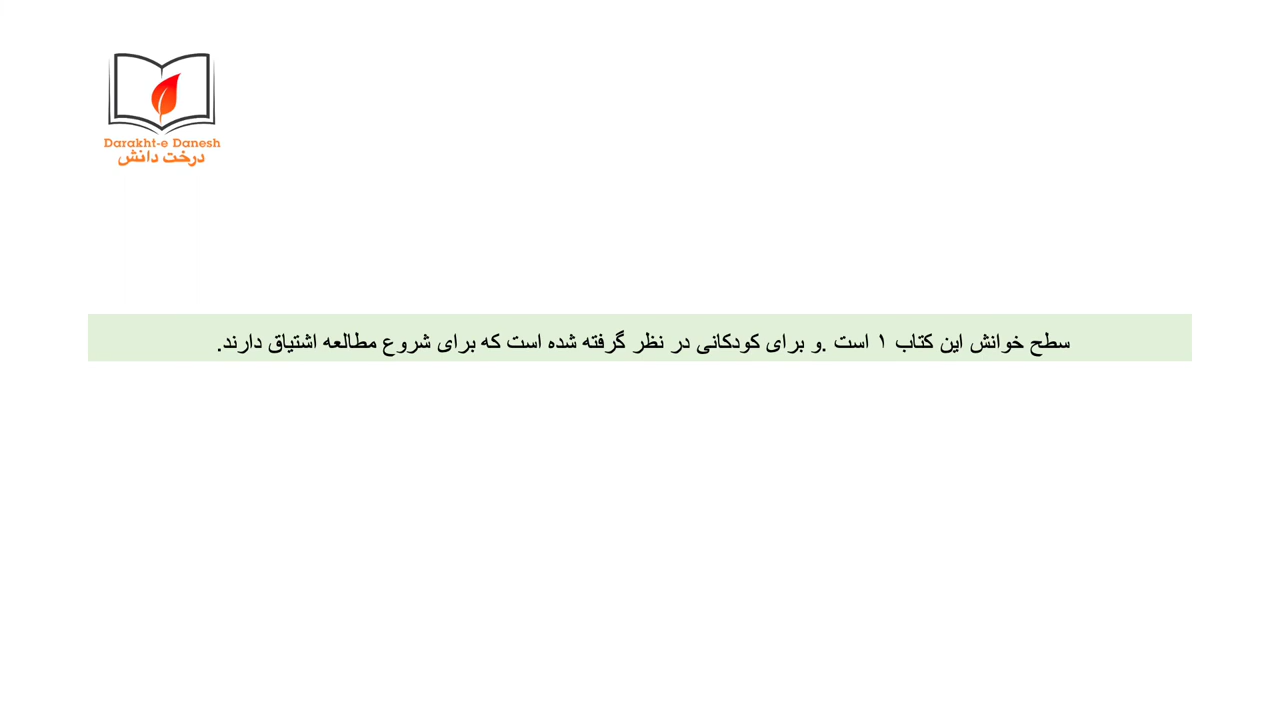 Darakht-e Danesh
درخت دانش
سطح خوانش این کتاب ۱ است .و برای کودکانی در نظر گرفته شده است که برای شروع مطالعه اشتیاق دارند.